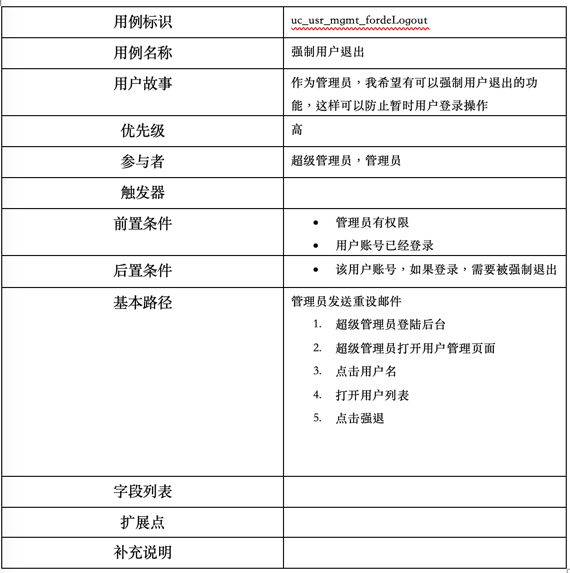 用例标识
uc_usr_mgmt_fordeLogout
用例名称
强制用户退出
用户故事
作为管理员，我希望有可以强制用户退出的功
能，这样可以防止暂时用户登录操作
优先级
高
参与者
超级管理员，管理员
触发器
前置条件
• 管理员有权限
• 用户账号已经登录
后置条件
• 该用户账号，如果登录，需要被强制退出
基本路径
管理员发送重设邮件
1. 超级管理员登陆后台
2. 超级管理员打开用户管理页面
3. 点击用户名
4. 打开用户列表
5. 点击强退
字段列表
扩展点
补充说明